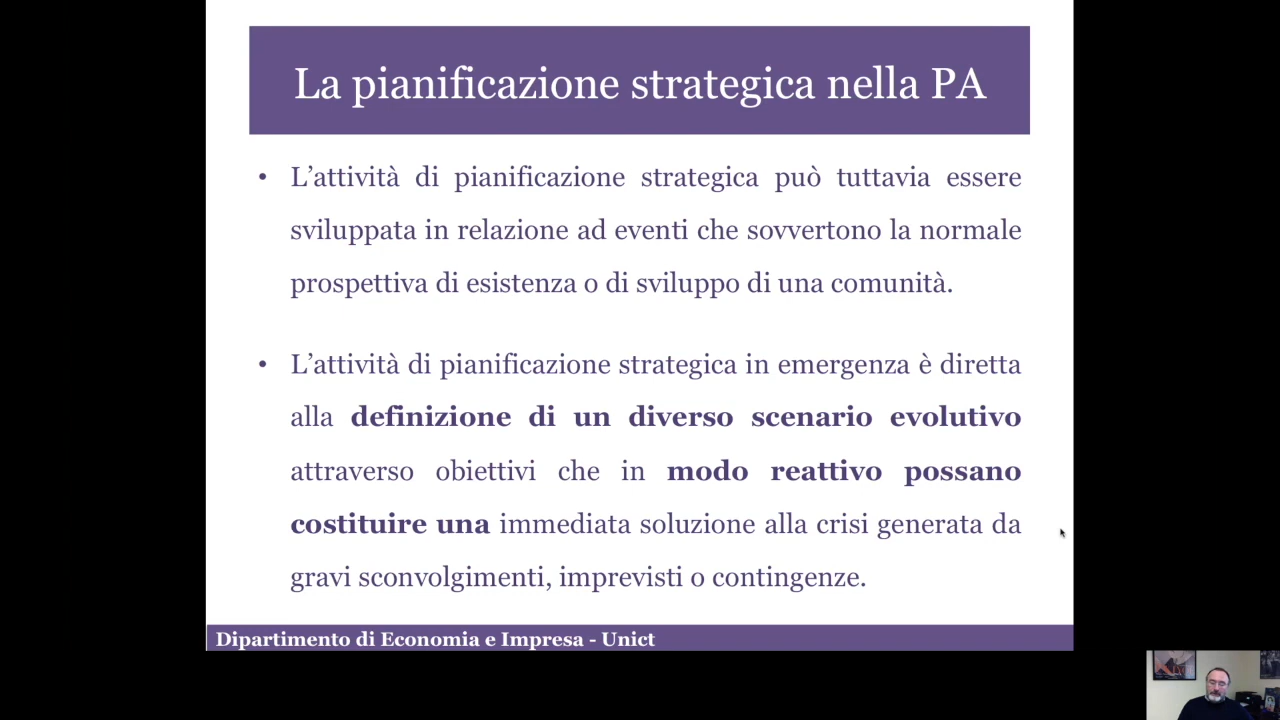 La pianificazione strategica nella PA
• L’attività di pianificazione strategica può tuttavia essere
sviluppata in relazione ad eventi che sovvertono la normale
prospettiva di esistenza o di sviluppo di una comunità.
• L’attività di pianificazione strategica in emergenza è diretta
alla definizione di un diverso scenario evolutivo
attraverso obiettivi che in modo reattivo possano
costituire una immediata soluzione alla crisi generata da
gravi sconvolgimenti, imprevisti o contingenze.
Dipartimento di Economia e Impresa - Unict